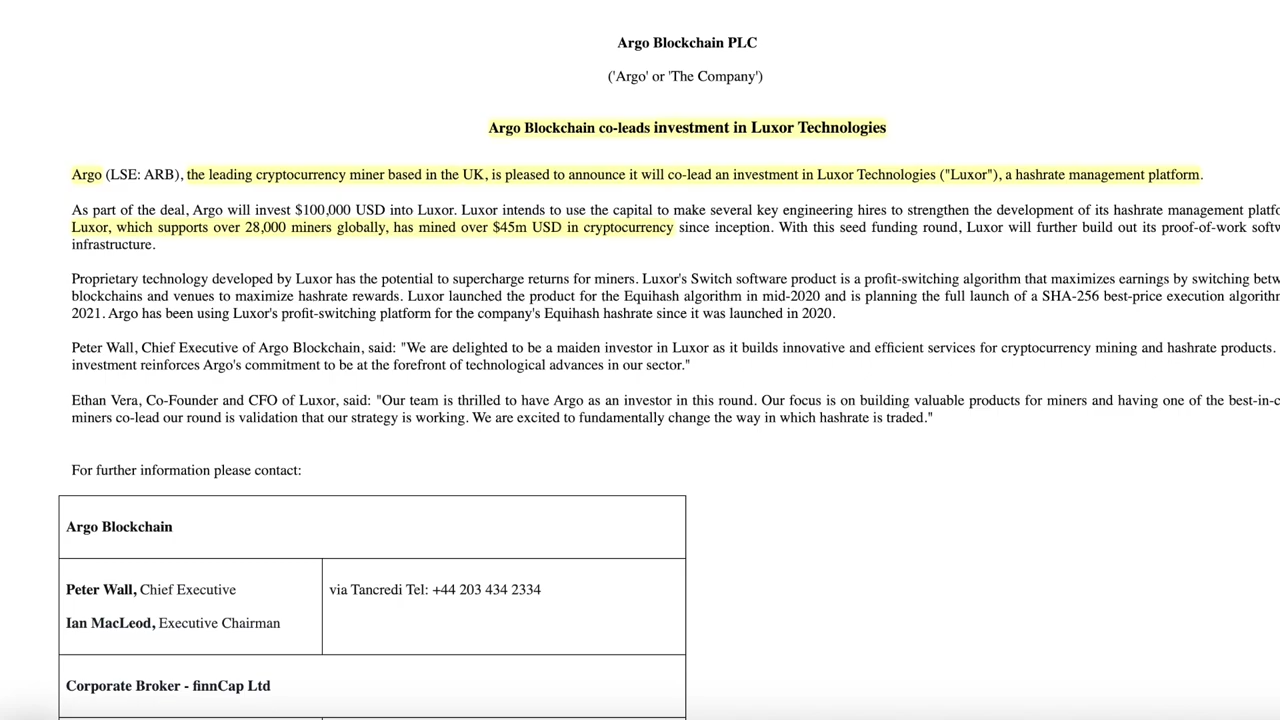 Argo Blockchain PLC
('Argo' or 'The Company')
Argo Blockchain co-leads investment in Luxor Technologies
Argo (LSE: ARB), the leading cryptocurrency miner based in the UK, is pleased to announce it will co-lead an investment in Luxor Technologies ("Luxor"), a hashrate management platform.
As part of the deal, Argo will invest $100,000 USD into Luxor. Luxor intends to use the capital to make several key engineering hires to strengthen the development of its hashrate management
Luxor, which supports over 28,000 miners globally, has mined over $45m USD in cryptocurrency since inception. With this seed funding round, Luxor will further build out its proof-of-work
infrastructure.
Proprietary technology developed by Luxor has the potential to supercharge returns for miners. Luxor's Switch software product is a profit-switching algorithm that maximizes earnings by switching
blockchains and venues to maximize hashrate rewards. Luxor launched the product for the Equihash algorithm in mid-2020 and is planning the full launch of a SHA-256 best-price execution
2021. Argo has been using Luxor's profit-switching platform for the company's Equihash hashrate since it was launched in 2020.
Peter Wall, Chief Executive of Argo Blockchain, said: "We are delighted to be a maiden investor in Luxor as it builds innovative and efficient services for cryptocurrency mining and hashrate products.
investment reinforces Argo's commitment to be at the forefront of technological advances in our sector."
Ethan Vera, Co-Founder and CFO of Luxor, said: "Our team is thrilled to have Argo as an investor in this round. Our focus is on building valuable products for miners and having one of the
miners co-lead our round is validation that our strategy is working. We are excited to fundamentally change the way in which hashrate is traded."
For further information please contact:
Argo Blockchain
Peter Wall, Chief Executive
via Tancredi Tel: +44 203 434 2334
Ian MacLeod, Executive Chairman
Corporate Broker - finnCap Ltd